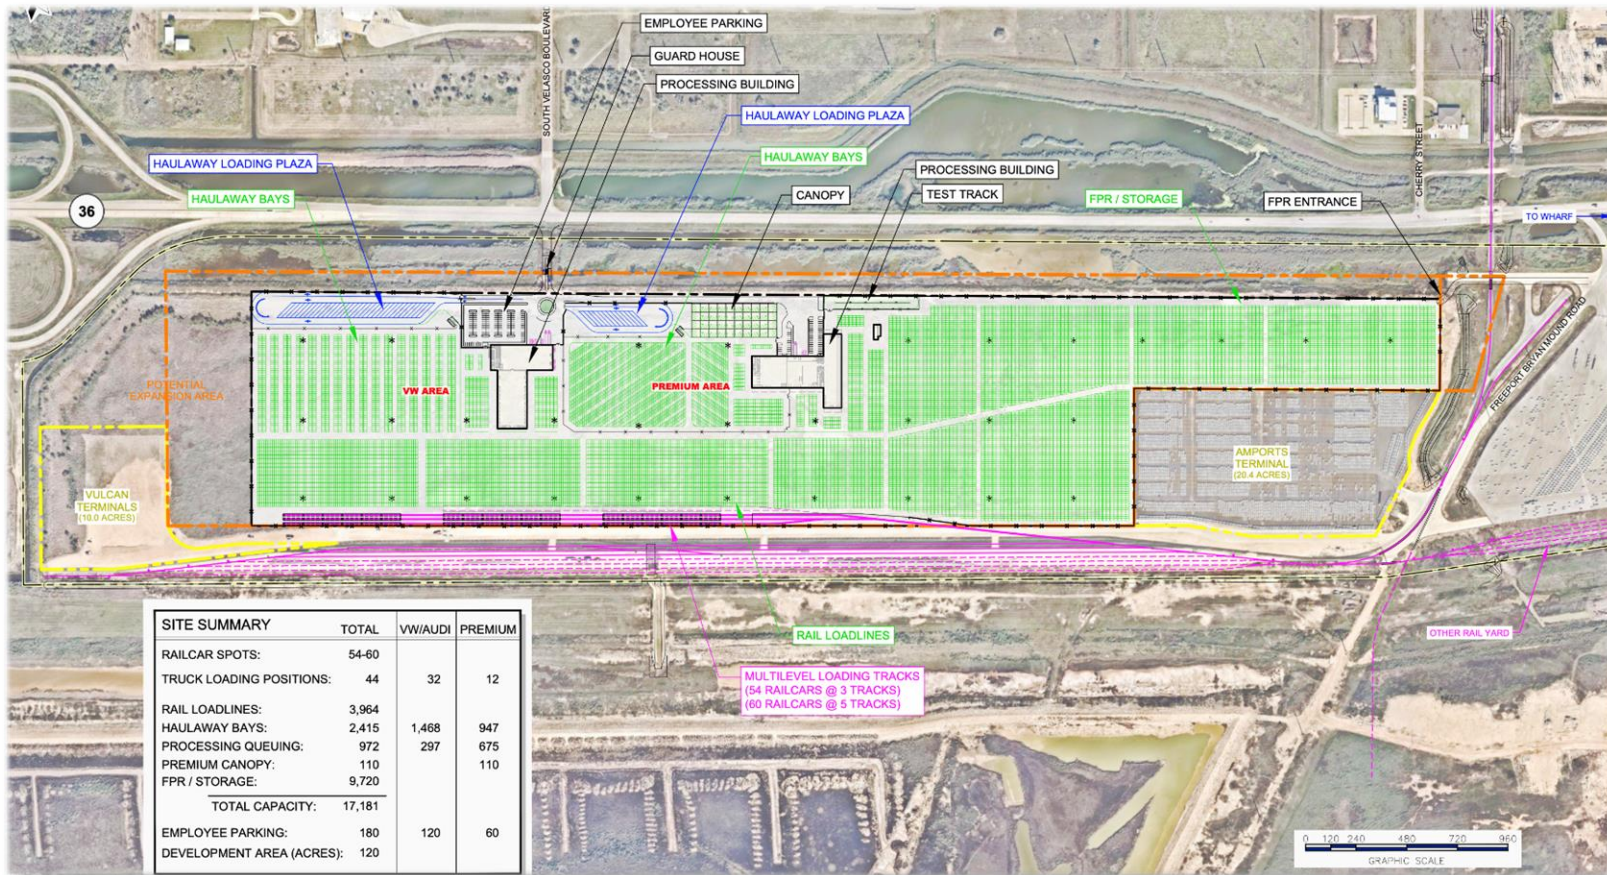 EMPLOYEE PARKING
GUARD HOUSE
PROCESSING BUILDING
SOUTH VELASCO BOULEVARD
HAULAWAY LOADING PLAZA
HAULAWAY BAYS
HAULAWAY LOADING PLAZA
HAULAWAY BAYS
36
CANOPY
PROCESSING BUILDING
TEST TRACK
FPR / STORAGE
FPR ENTRANCE
CHERRY STREET
TO WHARF
FREEPORT BRYAN MOUND ROAD
POTENTIAL
EXPANSION AREA
VW AREA
PREMIUM AREA
VULCAN
TERMINALS
(10.0 ACRES)
AMPORTS
TERMINAL
(20.4 ACRES)
RAIL LOADLINES
OTHER RAIL YARD
MULTILEVEL LOADING TRACKS
(54 RAILCARS @ 3 TRACKS)
(60 RAILCARS @ 5 TRACKS)
SITE SUMMARY TOTAL VW/AUDI PREMIUM
RAILCAR SPOTS: 54-60
TRUCK LOADING POSITIONS: 44 32 12
RAIL LOADLINES: 3,964
HAULAWAY BAYS: 2,415 1,468 947
PROCESSING QUEUING: 972 297 675
PREMIUM CANOPY: 110 110
FPR / STORAGE: 9,720
TOTAL CAPACITY: 17,181
EMPLOYEE PARKING: 180 120 60
DEVELOPMENT AREA (ACRES): 120
0 120 240 480 720 960
GRAPHIC SCALE